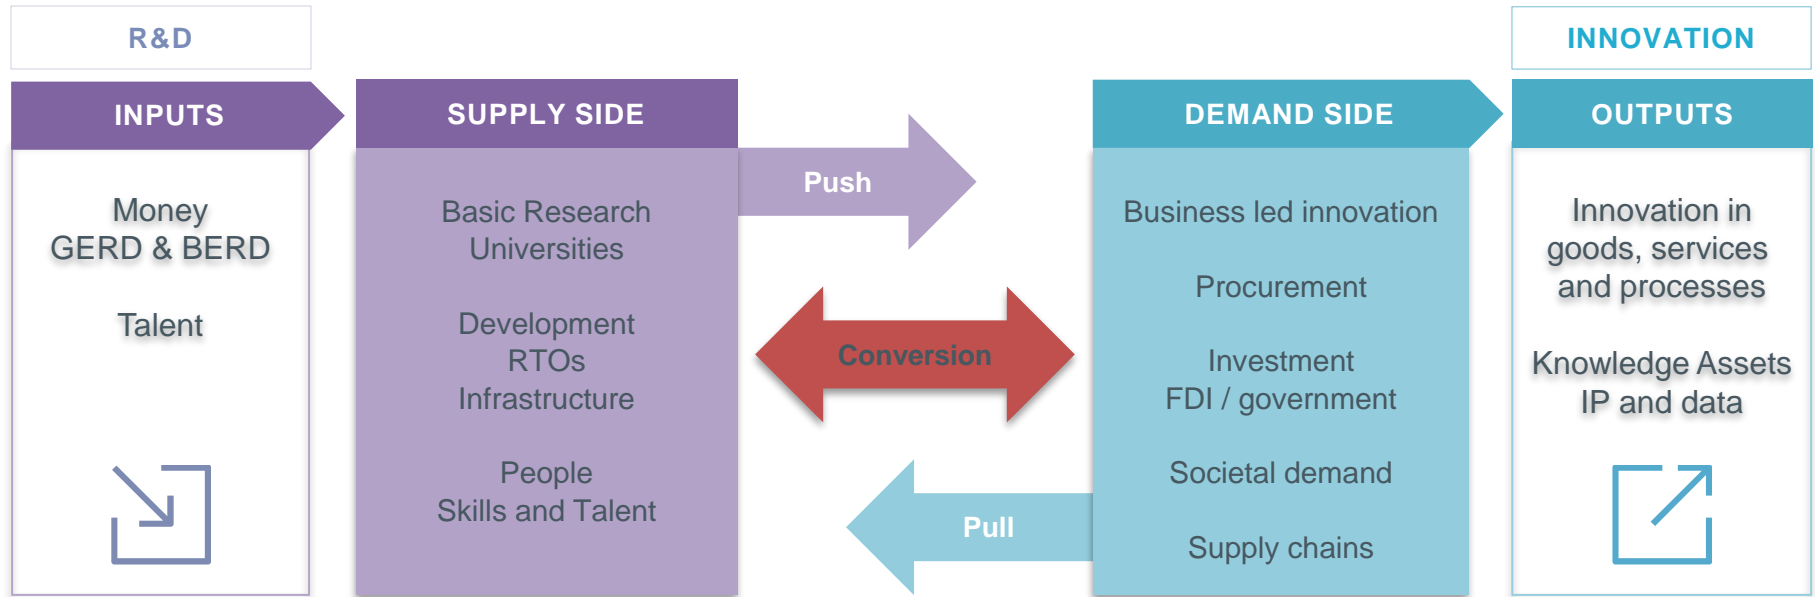 R&D
INPUTS
Money
GERD & BERD
Talent
SUPPLY SIDE
Basic Research
Universities
Development
RTOs
Infrastructure
People
Skills and Talent
Push
Conversion
Pull
DEMAND SIDE
Business led innovation
Procurement
Investment
FDI / government
Societal demand
Supply chains
INNOVATION
OUTPUTS
Innovation in
goods, services
and processes
Knowledge Assets
IP and data